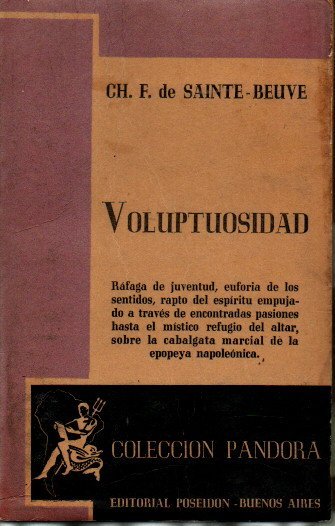 CH. F. de SAINTE-BEUVE
VOLUPTUOSIDAD
Ráfaga de juventud, euforia de los
sentidos, rapto del espíritu empuja-
do a través de encontradas pasiones
hasta el místico refugio del altar,
sobre la cabalgata marcial de la
epopeya napoleónica.
COLECCION PANDORA
EDITORIAL POSEIDON - BUENOS AIRES